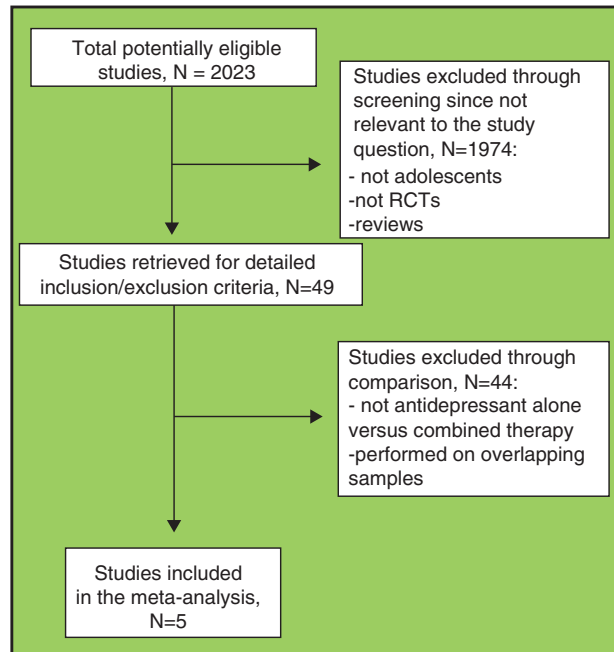 Total potentially eligible
studies, N = 2023
Studies excluded through
screening since not
relevant to the study
question, N=1974:
- not adolescents
-not RCTs
-reviews
Studies retrieved for detailed
inclusion/exclusion criteria, N=49
Studies excluded through
comparison, N=44:
- not antidepressant alone
versus combined therapy
-performed on overlapping
samples
Studies included
in the meta-analysis,
N=5